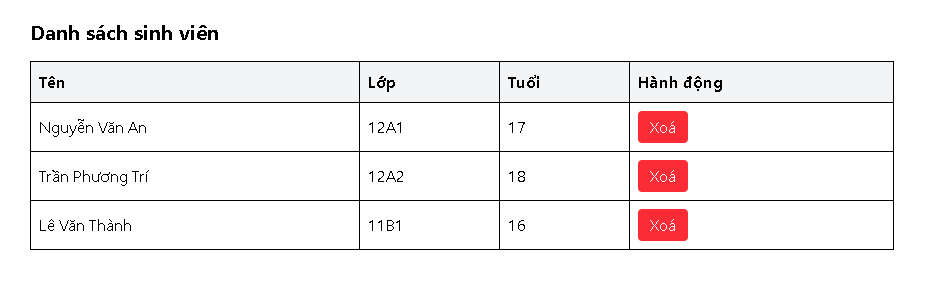 Danh sách sinh viên
Tên Lớp Tuổi Hành động
Nguyễn Văn An 12A1 17 Xoá
Trần Phương Trí 12A2 18 Xoá
Lê Văn Thành 11B1 16 Xoá